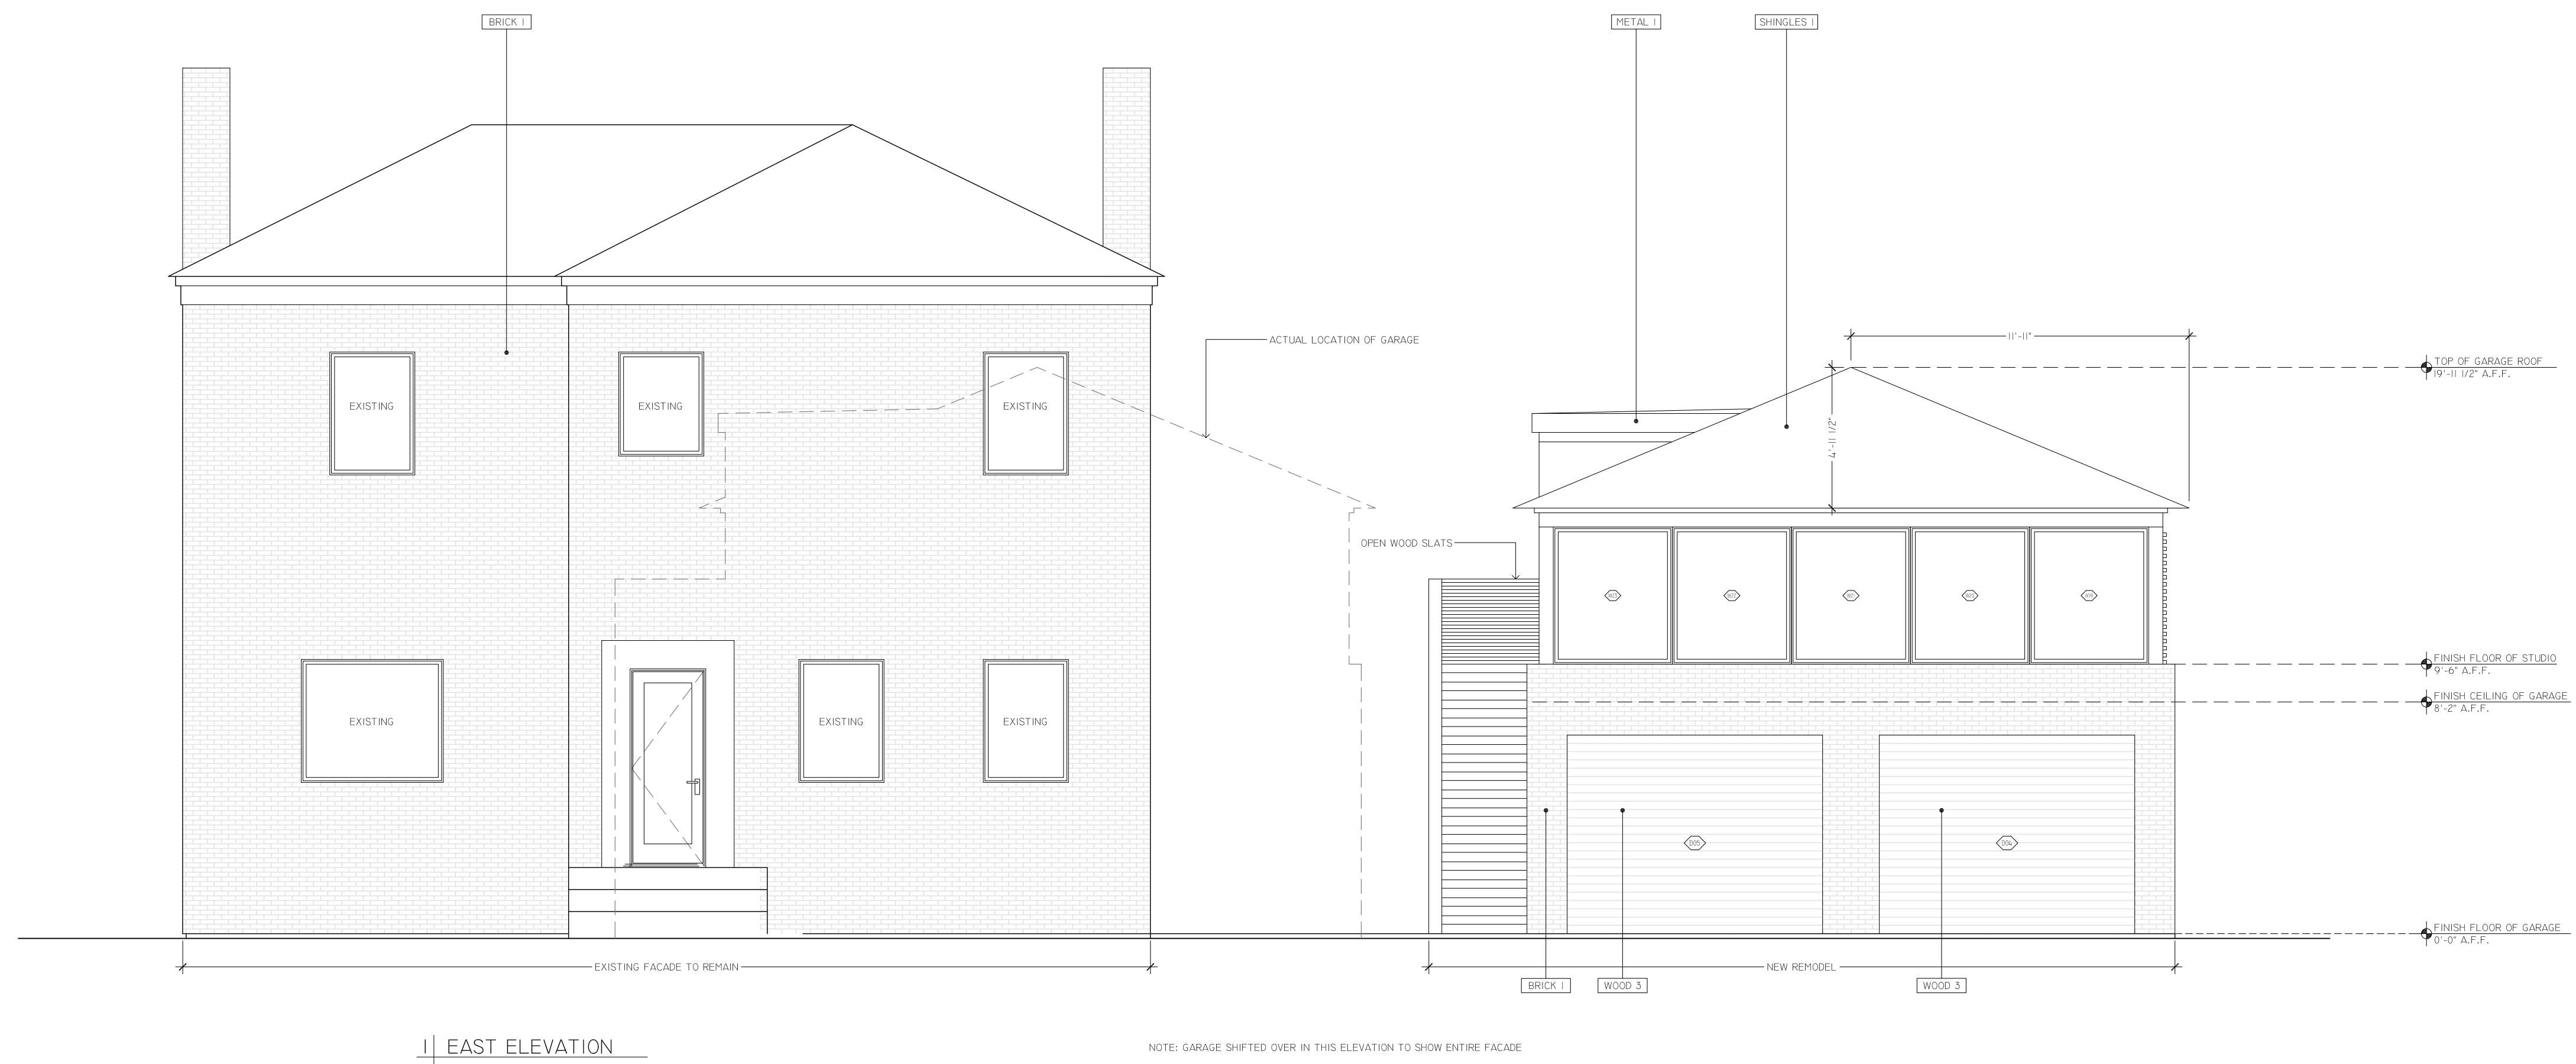 BRICK 1
METAL 1
SHINGLES 1
11'-11"
ACTUAL LOCATION OF GARAGE
TOP OF GARAGE ROOF
19'-11 1/2" A.F.F.
EXISTING
EXISTING
EXISTING
4'-11 1/2"
OPEN WOOD SLATS
FINISH FLOOR OF STUDIO
9'-6" A.F.F.
FINISH CEILING OF GARAGE
8'-2" A.F.F.
EXISTING
EXISTING
EXISTING
D05
D04
FINISH FLOOR OF GARAGE
0'-0" A.F.F.
EXISTING FACADE TO REMAIN
NEW REMODEL
BRICK 1
WOOD 3
WOOD 3
1 EAST ELEVATION
NOTE: GARAGE SHIFTED OVER IN THIS ELEVATION TO SHOW ENTIRE FACADE